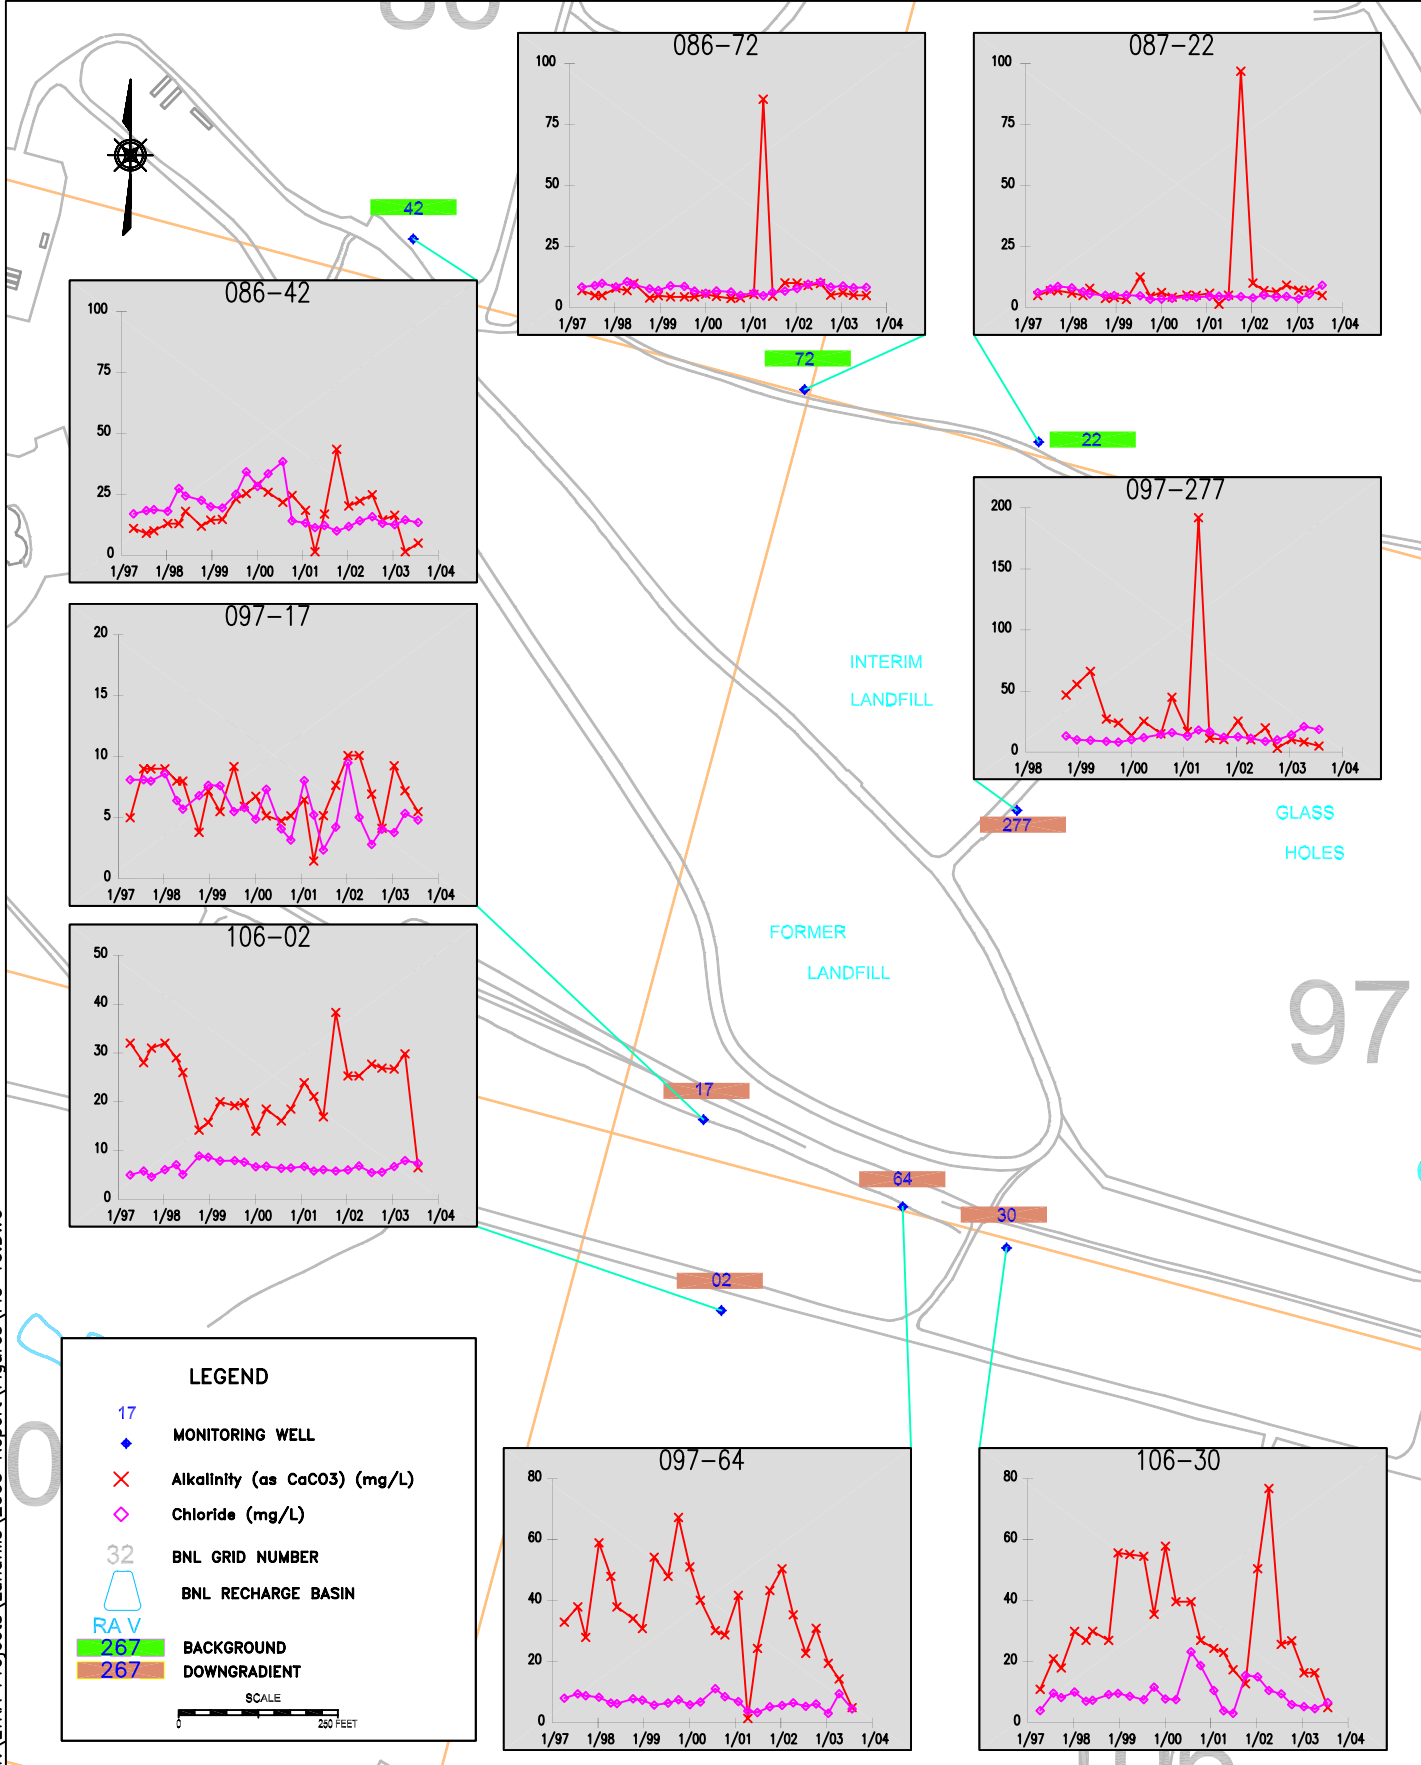 086-72
100
75
50
25
0
1/97 1/98 1/99 1/00 1/01 1/02 1/03 1/04
087-22
100
75
50
25
0
1/97 1/98 1/99 1/00 1/01 1/02 1/03 1/04
42
086-42
100
75
50
25
0
1/97 1/98 1/99 1/00 1/01 1/02 1/03 1/04
72
22
097-277
200
150
100
50
0
1/98 1/99 1/00 1/01 1/02 1/03 1/04
097-17
20
15
10
5
0
1/97 1/98 1/99 1/00 1/01 1/02 1/03 1/04
INTERIM
LANDFILL
277
GLASS
HOLES
FORMER
LANDFILL
97
106-02
50
40
30
20
10
0
1/97 1/98 1/99 1/00 1/01 1/02 1/03 1/04
17
64
30
02
LEGEND
17
MONITORING WELL
Alkalinity (as CaCO3) (mg/L)
Chloride (mg/L)
32 BNL GRID NUMBER
BNL RECHARGE BASIN
RA V
267 BACKGROUND
267 DOWNGRADIENT
SCALE
0 250 FEET
097-64
80
60
40
20
0
1/97 1/98 1/99 1/00 1/01 1/02 1/03 1/04
106-30
80
60
40
20
0
1/97 1/98 1/99 1/00 1/01 1/02 1/03 1/04